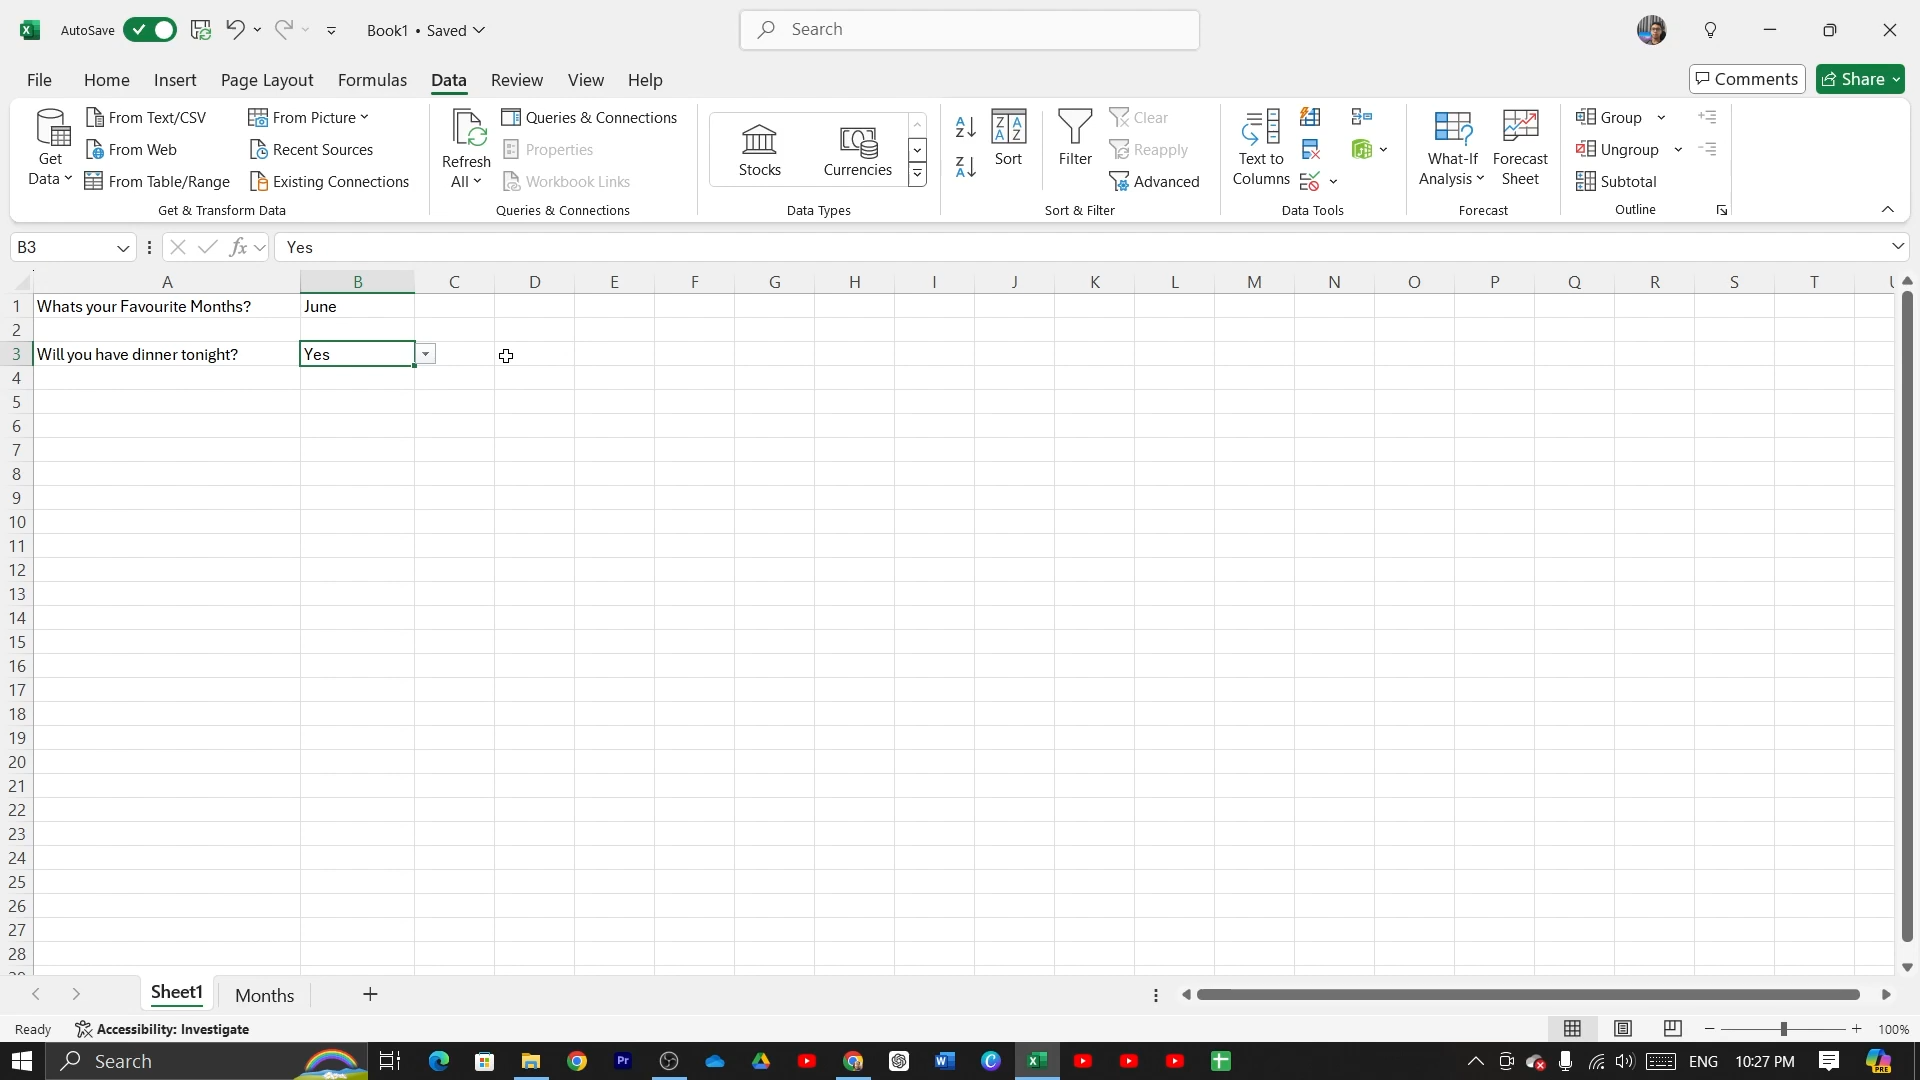 AutoSave
Book1 • Saved
Search
File Home Insert Page Layout Formulas Data Review View Help
Comments
Share
Get Data
From Text/CSV
From Web
From Table/Range
From Picture
Recent Sources
Existing Connections
Get & Transform Data
Refresh All
Queries & Connections
Properties
Workbook Links
Queries & Connections
Stocks
Currencies
Data Types
Sort
Filter
Clear
Reapply
Advanced
Sort & Filter
Text to Columns
Data Tools
What-If Analysis
Forecast Sheet
Forecast
Group
Ungroup
Subtotal
Outline
B3
fx
Yes
A B C D E F G H I J K L M N O P Q R S T
1 Whats your Favourite Months? June
2
3 Will you have dinner tonight? Yes
4
5
6
7
8
9
10
11
12
13
14
15
16
17
18
19
20
21
22
23
24
25
26
27
28
Sheet1 Months
Ready
Accessibility: Investigate
100%
Search
ENG
10:27 PM